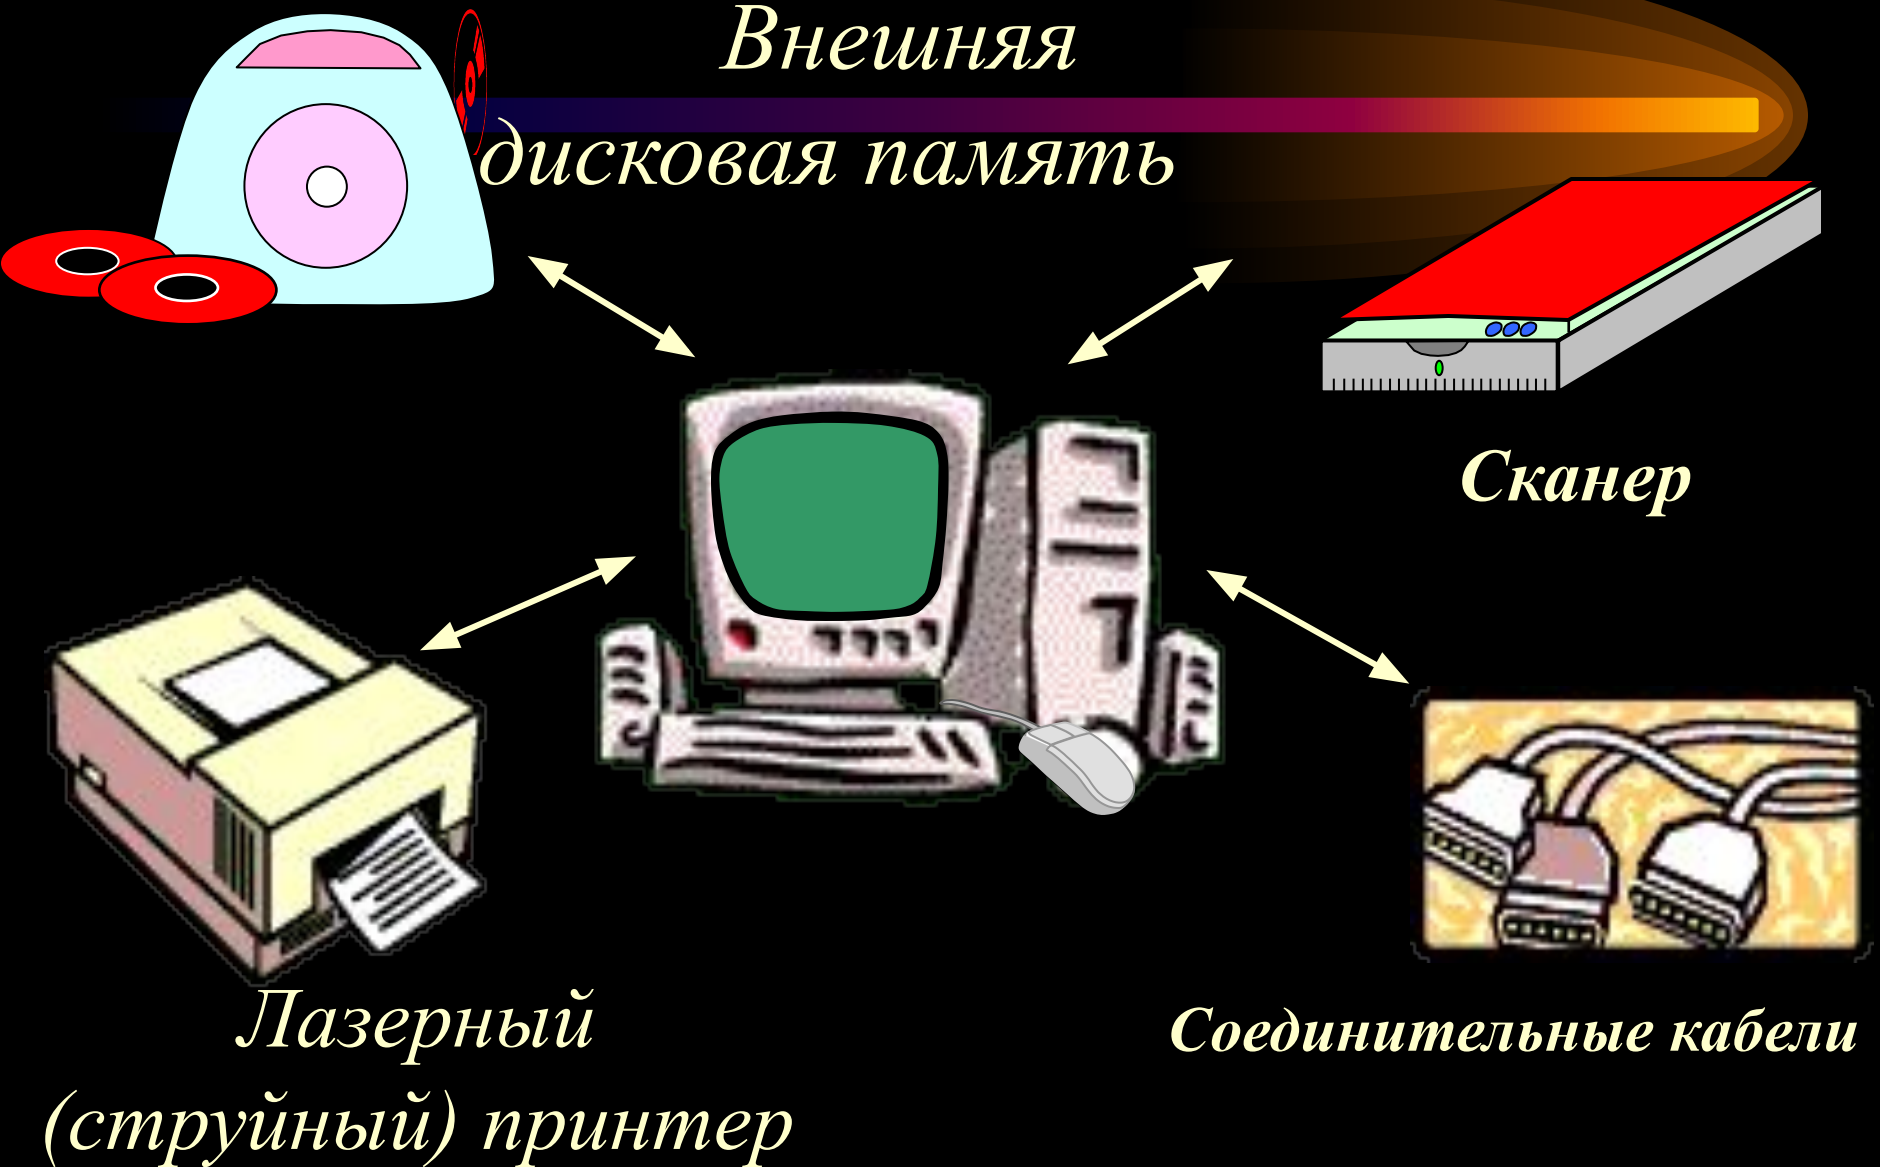 Внешняя
дисковая память
Сканер
Лазерный
(струйный) принтер
Соединительные кабели